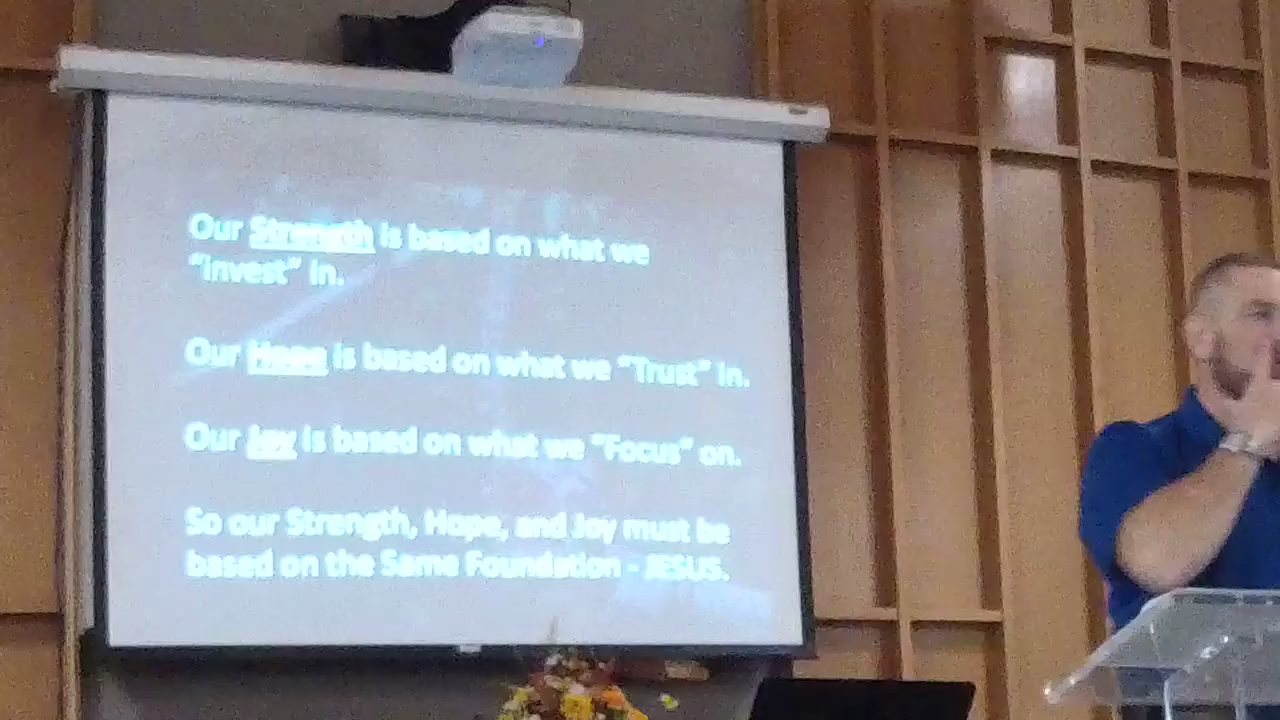 Our Strength is based on what we
“Invest” In.
Our Hope is based on what we “Trust” In.
Our Joy is based on what we “Focus” on.
So our Strength, Hope, and Joy must be
based on the Same Foundation - JESUS.